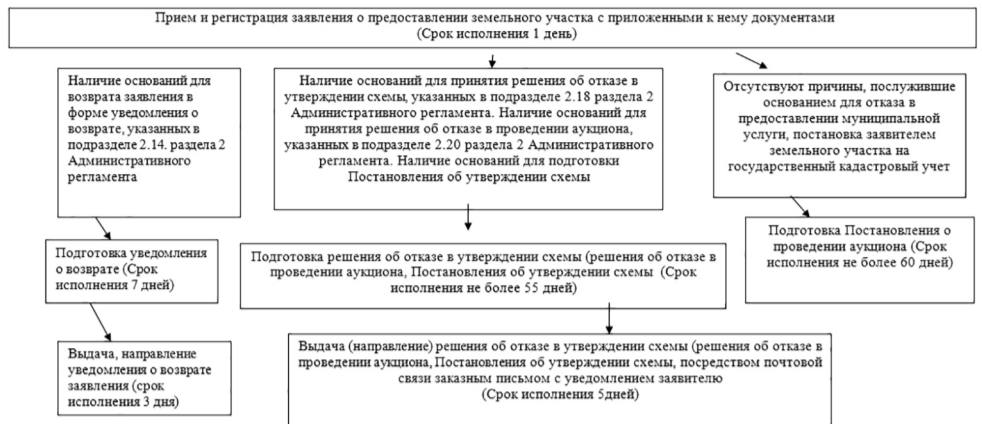 Прием и регистрация заявления о предоставлении земельного участка с приложенными к нему документами
(Срок исполнения 1 день)
Наличие оснований для
возврата заявления в
форме уведомления о
возврате, указанных в
подразделе 2.14. раздела 2
Административного
регламента
Наличие оснований для принятия решения об отказе в
утверждении схемы, указанных в подразделе 2.18 раздела 2
Административного регламента. Наличие оснований для
принятия решения об отказе в проведении аукциона,
указанных в подразделе 2.20 раздела 2 Административного
регламента. Наличие оснований для подготовки
Постановления об утверждении схемы
Отсутствуют причины, послужившие
основанием для отказа в
предоставлении муниципальной
услуги, постановка заявителем
земельного участка на
государственный кадастровый учет
Подготовка уведомления
о возврате (Срок
исполнения 7 дней)
Подготовка решения об отказе в утверждении схемы (решения об отказе в
проведении аукциона, Постановления об утверждении схемы (Срок
исполнения не более 55 дней)
Подготовка Постановления о
проведении аукциона (Срок
исполнения не более 60 дней)
Выдача, направление
уведомления о возврате
заявления (срок
исполнения 3 дня)
Выдача (направление) решения об отказе в утверждении схемы (решения об отказе в
проведении аукциона, Постановления об утверждении схемы, посредством почтовой
связи заказным письмом с уведомлением заявителю
(Срок исполнения 5дней)